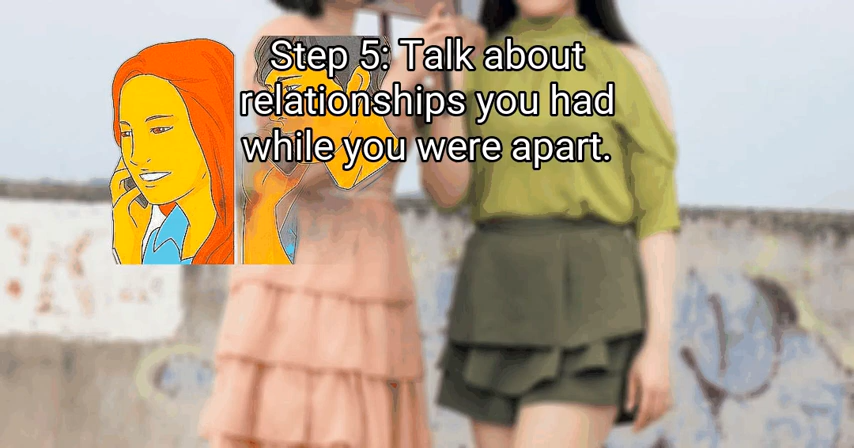 Step 5: Talk about
relationships you had
while you were apart.